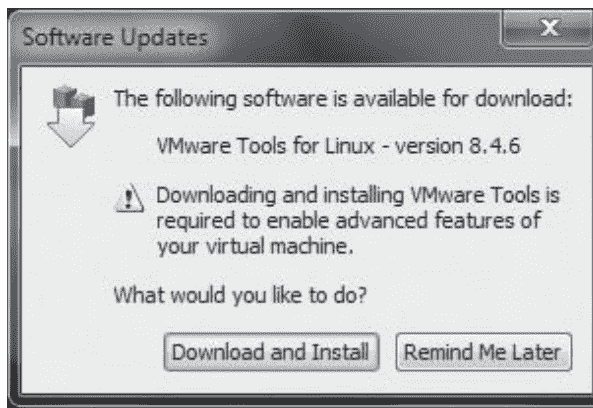 Software Updates
The following software is available for download:
VMware Tools for Linux - version 8.4.6
Downloading and installing VMware Tools is
required to enable advanced features of
your virtual machine.
What would you like to do?
Download and Install
Remind Me Later